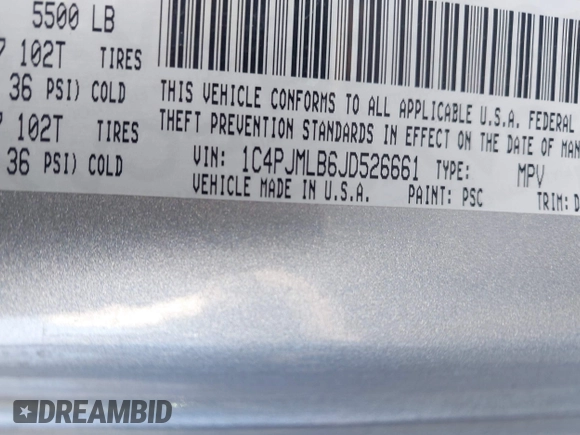 5500 LB
102T TIRES
36 PSI) COLD
102T TIRES
36 PSI) COLD
THIS VEHICLE CONFORMS TO ALL APPLICABLE U.S.A. FEDERAL
THEFT PREVENTION STANDARDS IN EFFECT ON THE DATE OF MAN
VIN: 1C4PJMLB6JD526661 TYPE: MPV
VEHICLE MADE IN U.S.A. PAINT: PSC TRIM: D
DREAMBID